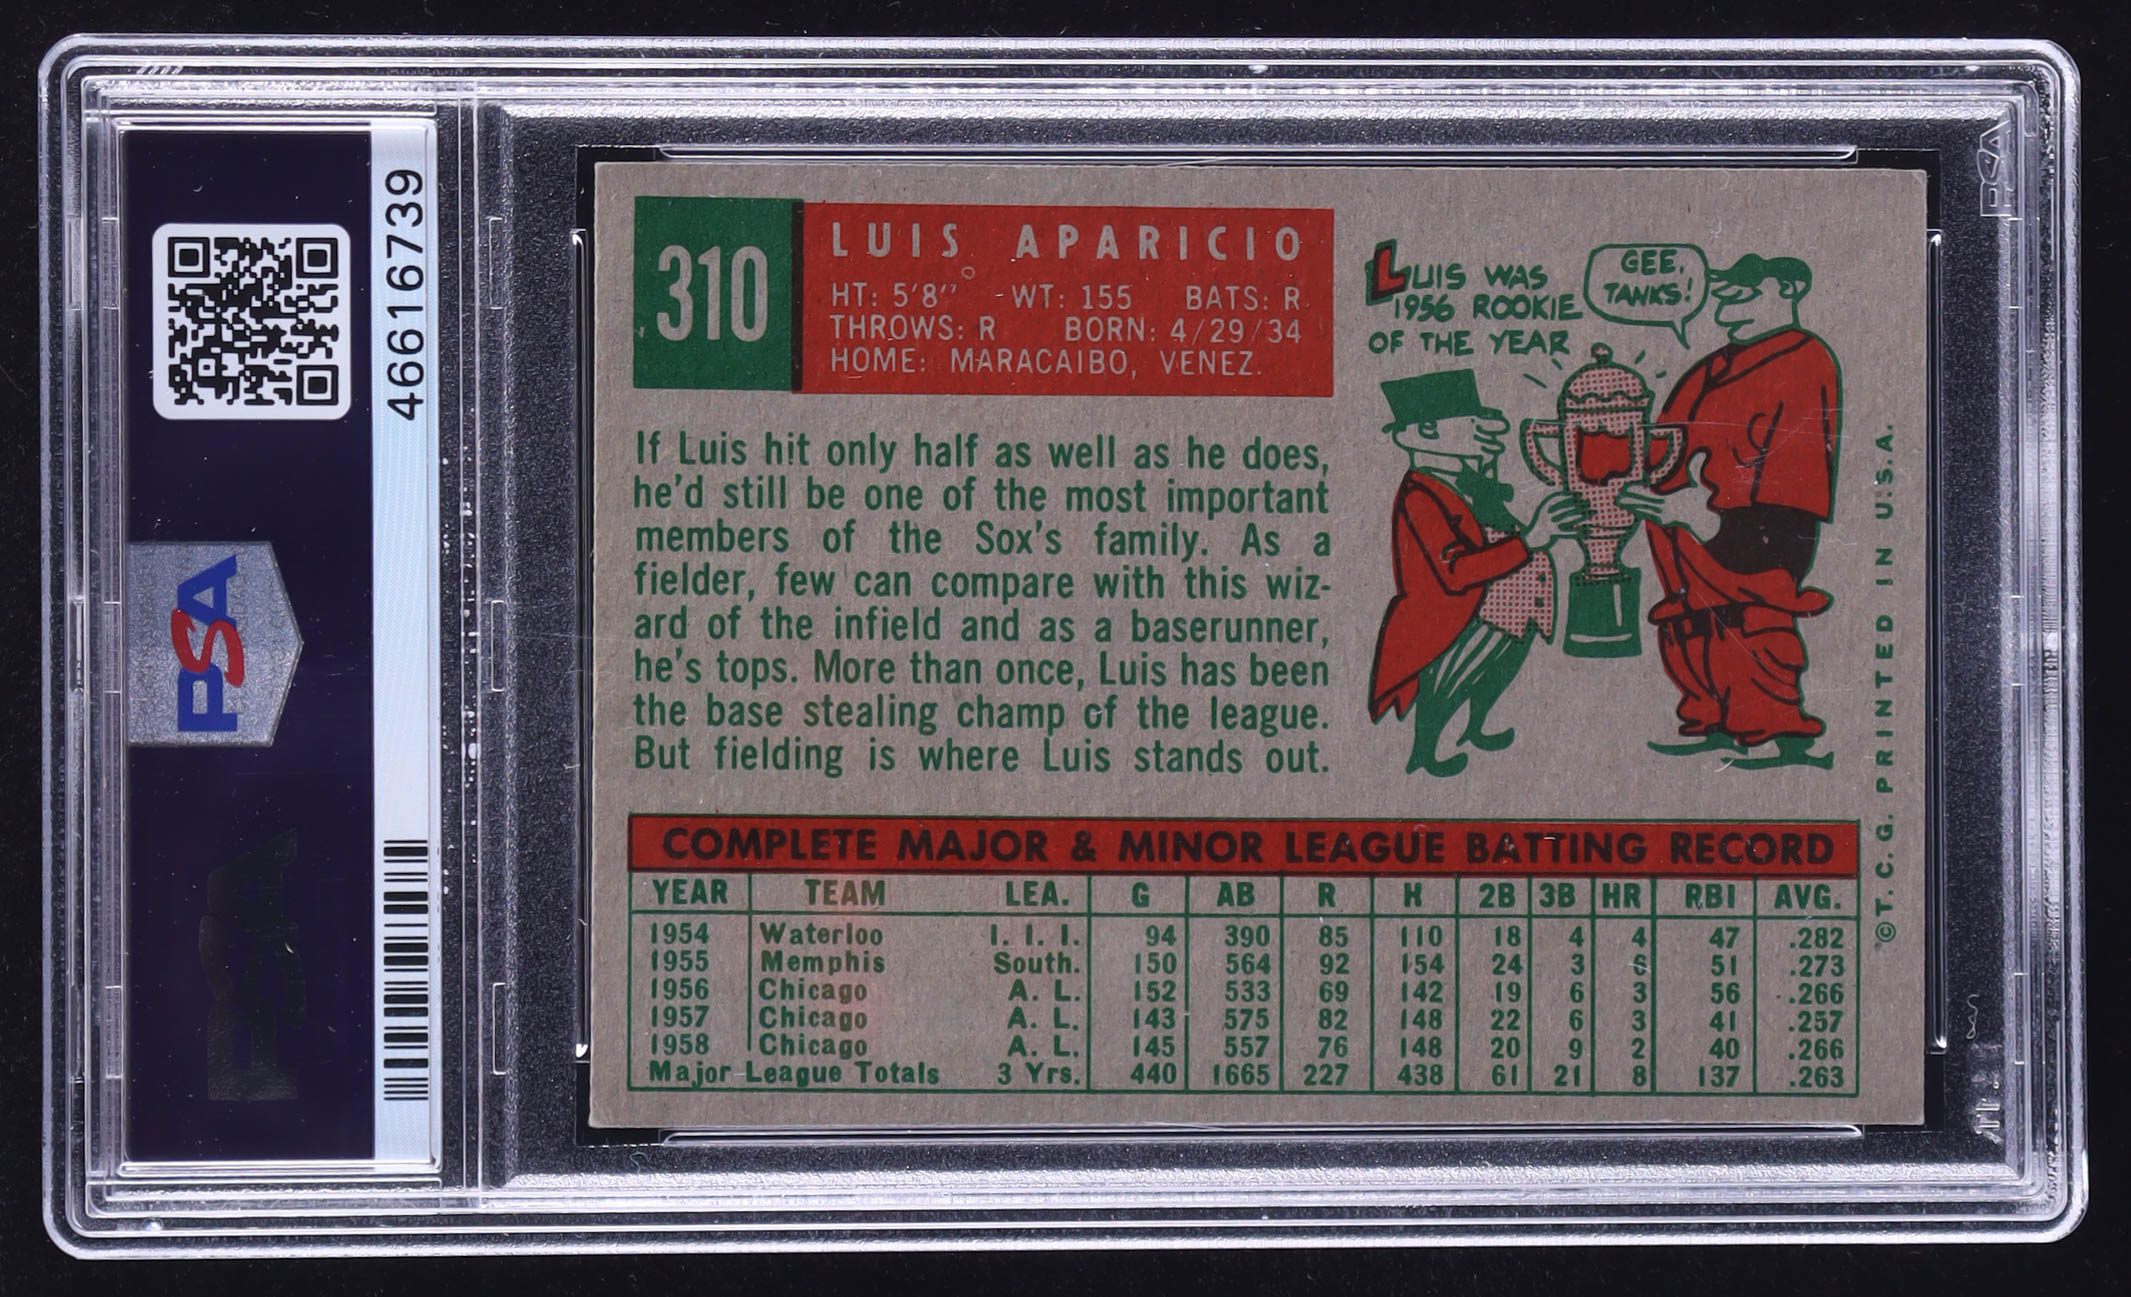 46616739
PSA
PSA
PSA
310
LUIS APARICIO
HT: 5'8" WT: 155 BATS: R
THROWS: R BORN: 4/29/34
HOME: MARACAIBO, VENEZ.
LUIS WAS
1956 ROOKIE
OF THE YEAR
GEE,
TANKS!
If Luis hit only half as well as he does,
he'd still be one of the most important
members of the Sox's family. As a
fielder, few can compare with this wiz-
ard of the infield and as a baserunner,
he's tops. More than once, Luis has been
the base stealing champ of the league.
But fielding is where Luis stands out.
COMPLETE MAJOR & MINOR LEAGUE BATTING RECORD
YEAR TEAM LEA. G AB R H 2B 3B HR RBI AVG.
1954 Waterloo I. I. I. 94 390 85 110 18 4 4 47 .282
1955 Memphis South. 150 564 92 154 24 3 6 51 .273
1956 Chicago A. L. 152 533 69 142 19 6 3 56 .266
1957 Chicago A. L. 143 575 82 148 22 6 3 41 .257
1958 Chicago A. L. 145 557 76 148 20 9 2 40 .266
Major League Totals 3 Yrs. 440 1665 227 438 61 21 8 137 .263
© T. C. G. PRINTED IN U.S.A.